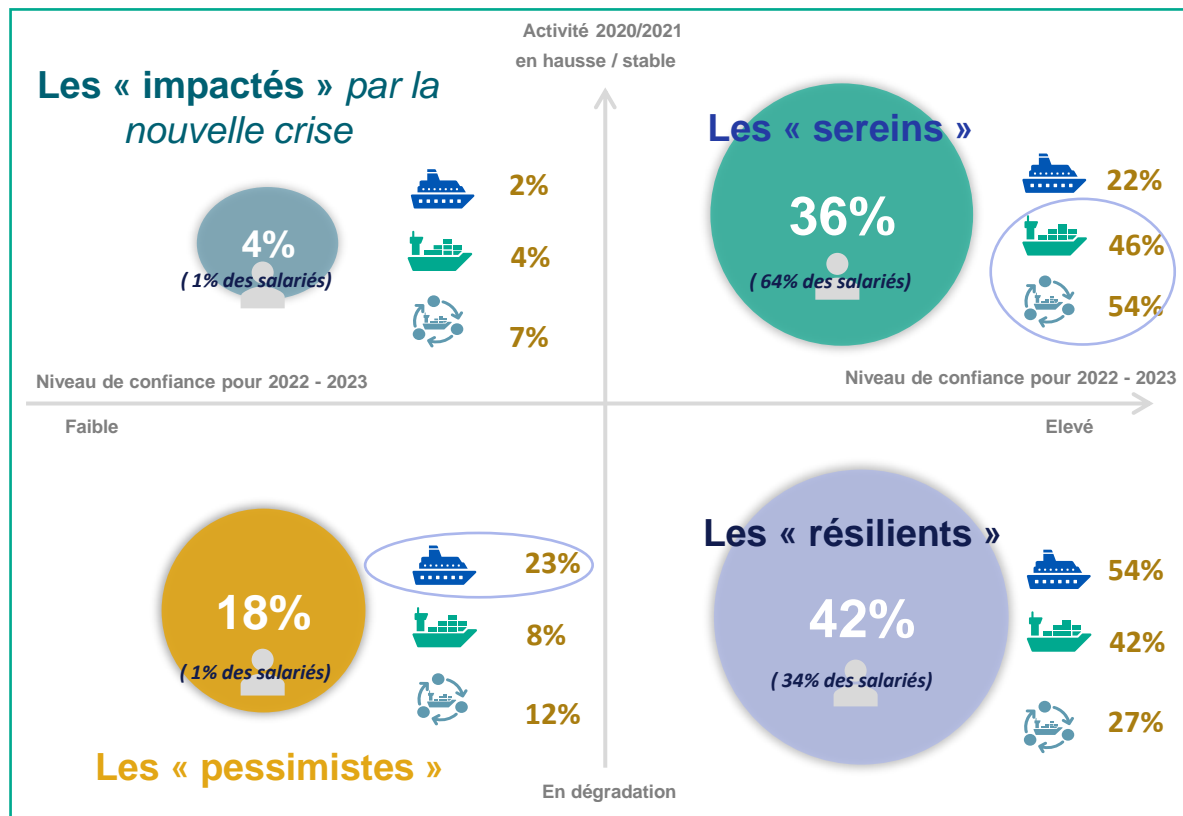 Activité 2020/2021
en hausse / stable
Les « impactés » par la
nouvelle crise
4%
( 1% des salariés)
2%
4%
7%
Les « sereins »
36%
( 64% des salariés)
22%
46%
54%
Niveau de confiance pour 2022 - 2023
Niveau de confiance pour 2022 - 2023
Faible
Elevé
18%
( 1% des salariés)
23%
8%
12%
Les « pessimistes »
Les « résilients »
42%
( 34% des salariés)
54%
42%
27%
En dégradation